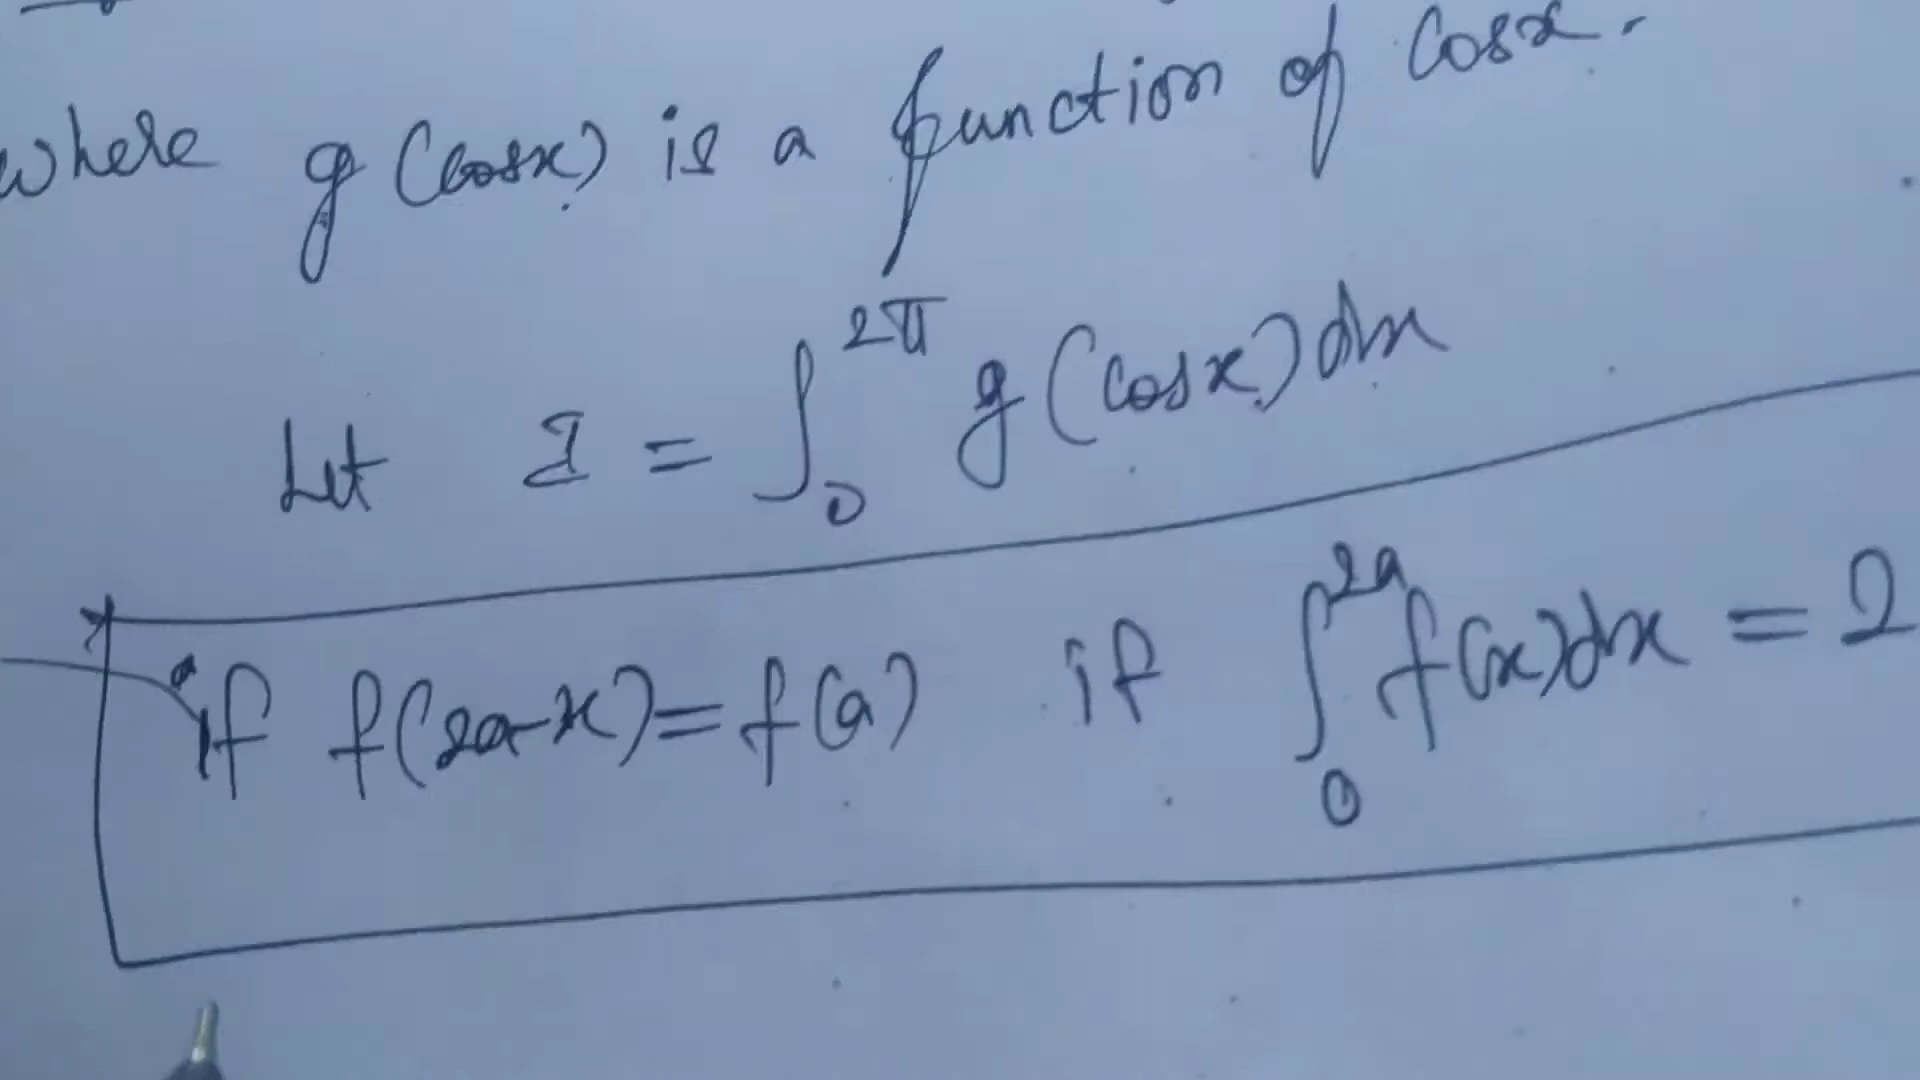 where g (cosx) is a function of cosx.
Let I = ∫₀^2π g(cosx)dx
if f(2a-x)=f(a) if ∫₀^2a f(x)dx = 2